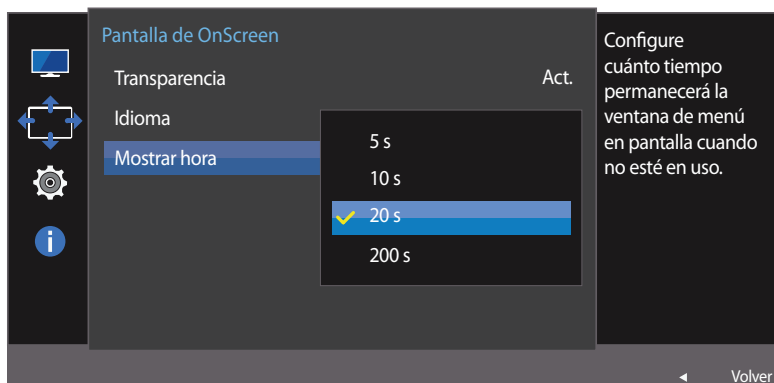 Pantalla de OnScreen
Transparencia Act.
Idioma
Mostrar hora
5 s
10 s
20 s
200 s
Configure
cuánto tiempo
permanecerá la
ventana de menú
en pantalla cuando
no esté en uso.
Volver